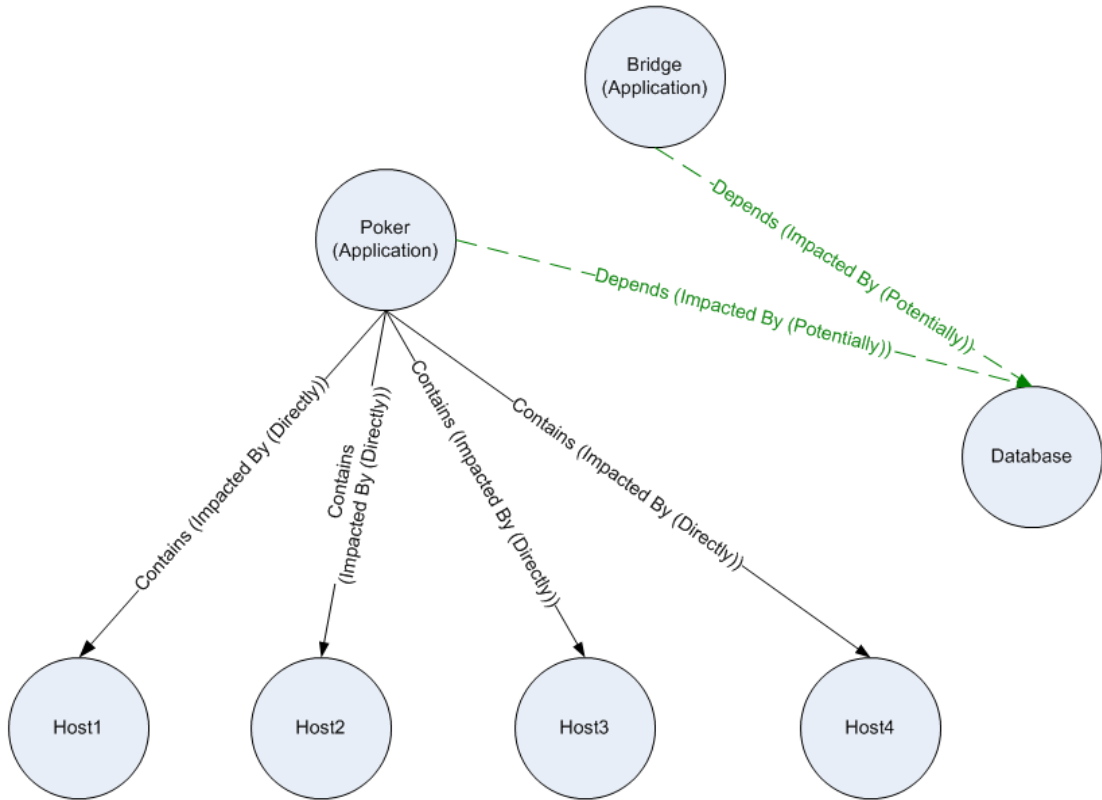 Bridge
(Application)
Depends (Impacted By (Potentially))
Poker
(Application)
Depends (Impacted By (Potentially))
Contains (Impacted By (Directly))
Contains
(Impacted By (Directly))
Contains (Impacted By (Directly))
Contains (Impacted By (Directly))
Database
Host1
Host2
Host3
Host4